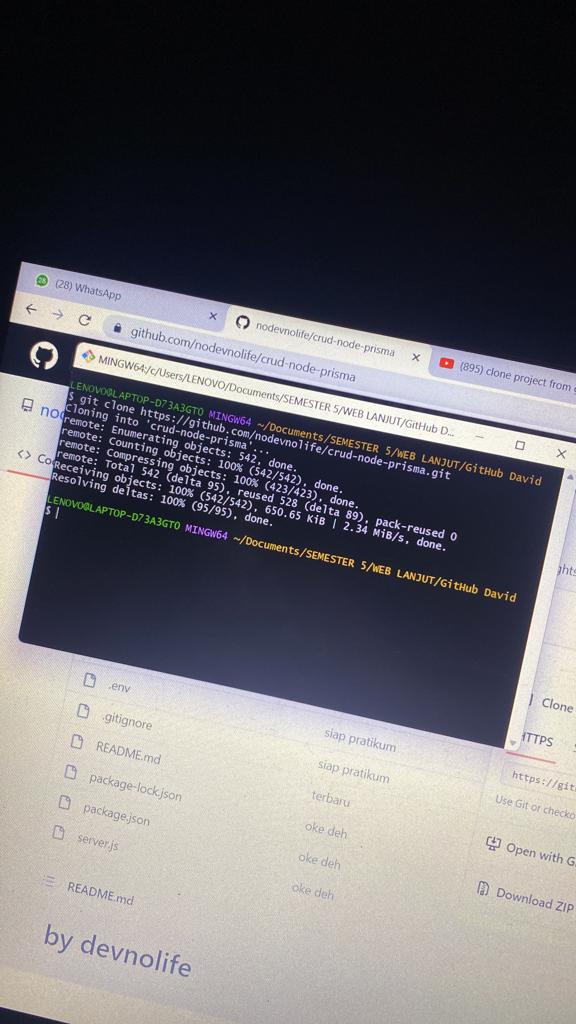 (28) WhatsApp
nodevnolife/crud-node-prisma
(895) clone project from
github.com/nodevnolife/crud-node-prisma
MINGW64:/c/Users/LENOVO/Documents/SEMESTER 5/WEB LANJUT/GitHub D...
LENOVO@LAPTOP-D73A3GTO MINGW64 ~/Documents/SEMESTER 5/WEB LANJUT/GitHub David
$ git clone https://github.com/nodevnolife/crud-node-prisma.git
Cloning into 'crud-node-prisma'...
remote: Enumerating objects: 542, done.
remote: Counting objects: 100% (542/542), done.
remote: Compressing objects: 100% (423/423), done.
remote: Total 542 (delta 95), reused 528 (delta 89), pack-reused 0
Receiving objects: 100% (542/542), 650.65 KiB | 2.34 MiB/s, done.
Resolving deltas: 100% (95/95), done.
LENOVO@LAPTOP-D73A3GTO MINGW64 ~/Documents/SEMESTER 5/WEB LANJUT/GitHub David
$
Clone
HTTPS
https://git
Use Git or checko
Open with G
Download ZIP
.env
.gitignore siap pratikum
README.md siap pratikum
package-lock.json terbaru
package.json oke deh
server.js oke deh
oke deh
README.md
by devnolife